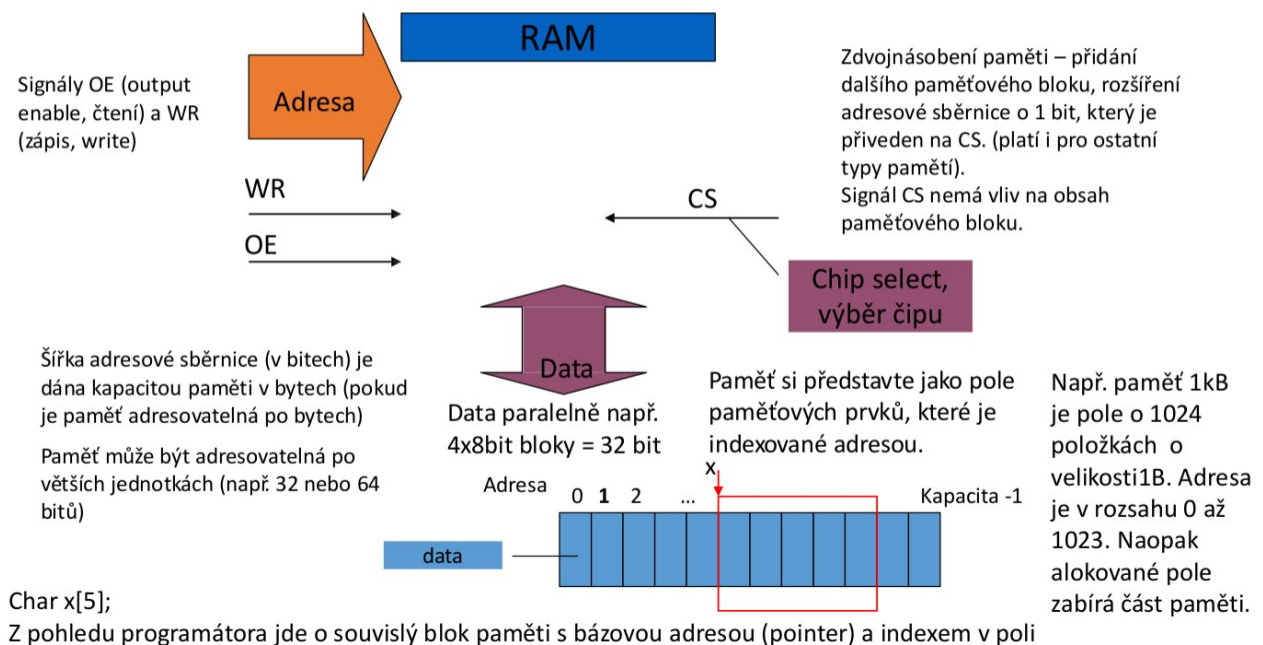 RAM
Signály OE (output
enable, čtení) a WR
(zápis, write)
Adresa
WR
OE
CS
Zdvojnásobení paměti – přidání
dalšího paměťového bloku, rozšíření
adresové sběrnice o 1 bit, který je
přiveden na CS. (platí i pro ostatní
typy pamětí).
Signál CS nemá vliv na obsah
paměťového bloku.
Chip select,
výběr čipu
Data
Data paralelně např.
4x8bit bloky = 32 bit
Šířka adresové sběrnice (v bitech) je
dána kapacitou paměti v bytech (pokud
je paměť adresovatelná po bytech)
Paměť může být adresovatelná po
větších jednotkách (např. 32 nebo 64
bitů)
Paměť si představte jako pole
paměťových prvků, které je
indexované adresou.
Např. paměť 1kB
je pole o 1024
položkách o
velikosti1B. Adresa
je v rozsahu 0 až
1023. Naopak
alokované pole
zabírá část paměti.
x
Adresa 0 1 2 ... Kapacita -1
data
Char x[5];
Z pohledu programátora jde o souvislý blok paměti s bázovou adresou (pointer) a indexem v poli